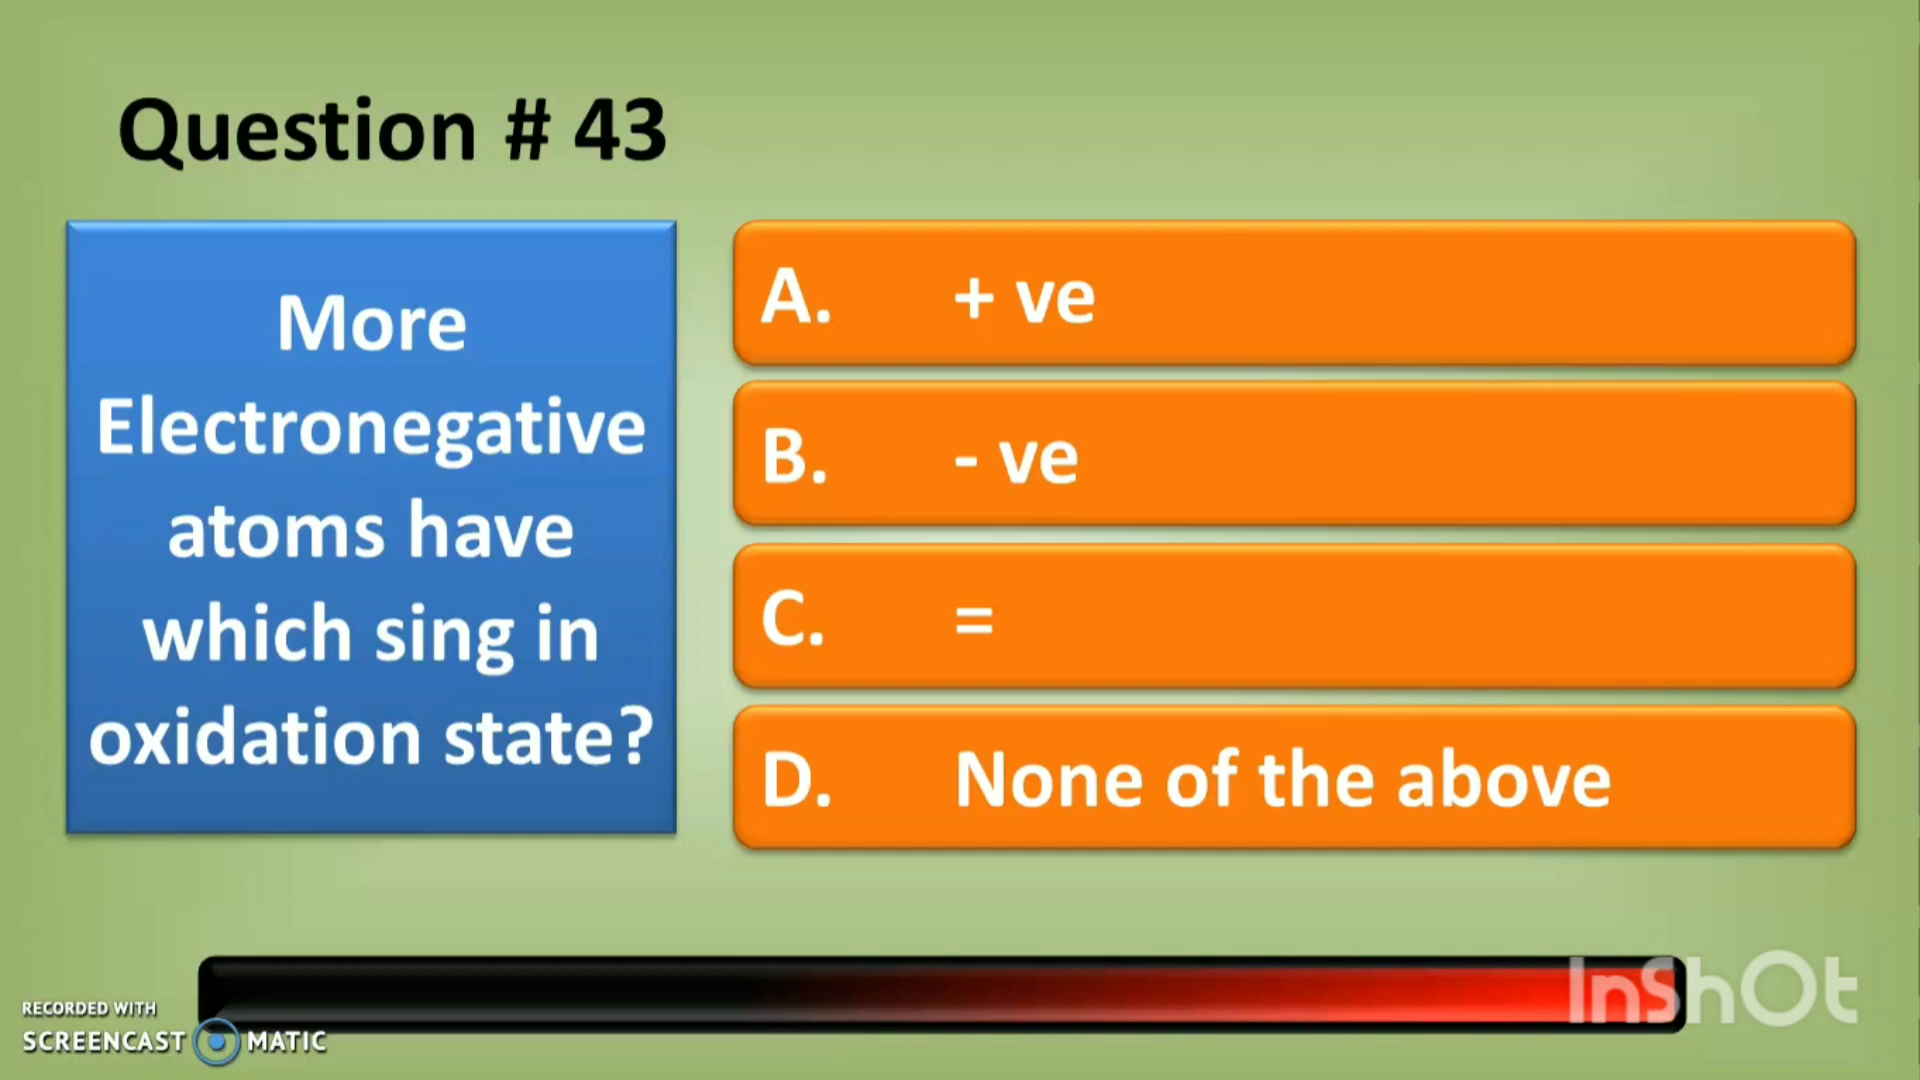 Question # 43
More
Electronegative
atoms have
which sing in
oxidation state?
A. + ve
B. - ve
C. =
D. None of the above
InShOt
RECORDED WITH
SCREENCAST MATIC